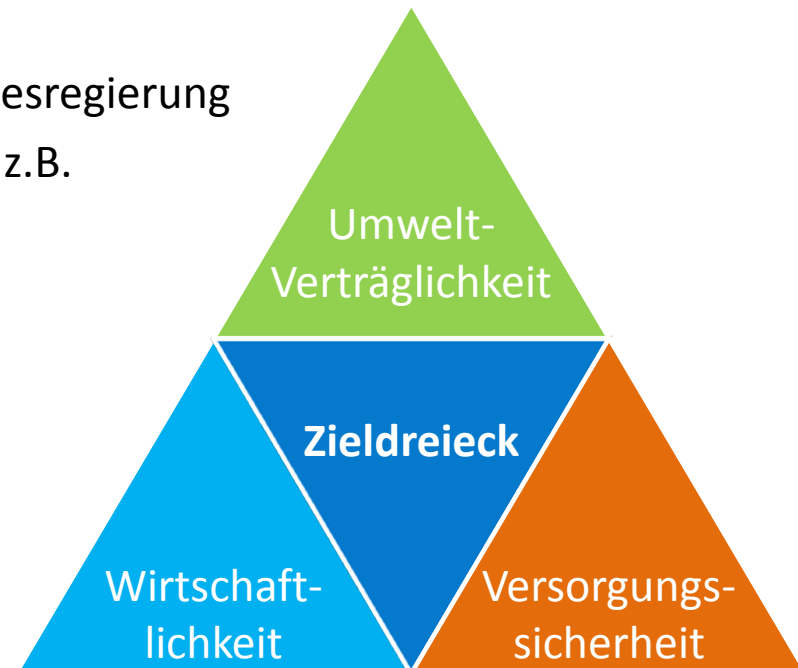 esregierung
z.B.
Umwelt-
Verträglichkeit
Zieldreieck
Wirtschaft-
lichkeit
Versorgungs-
sicherheit